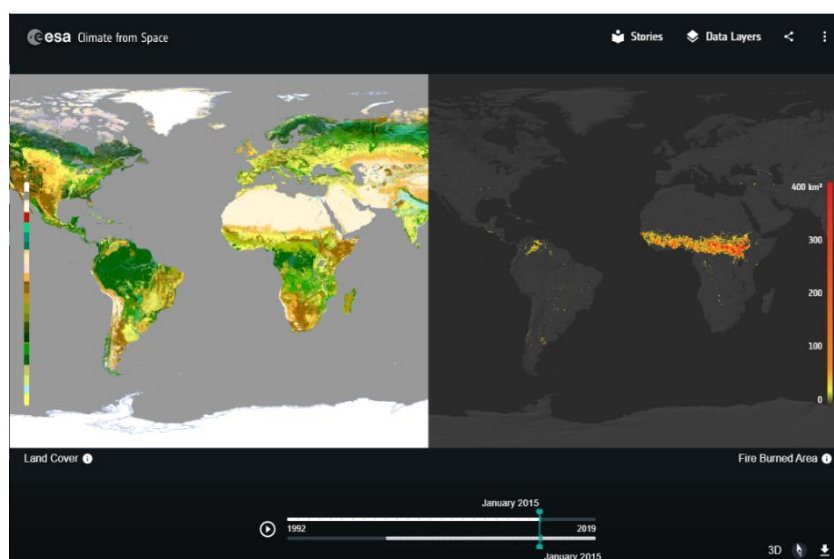 esa Climate from Space
Stories
Data Layers
400 km²
300
200
100
0
Land Cover
Fire Burned Area
January 2015
1992
2019
January 2015
3D